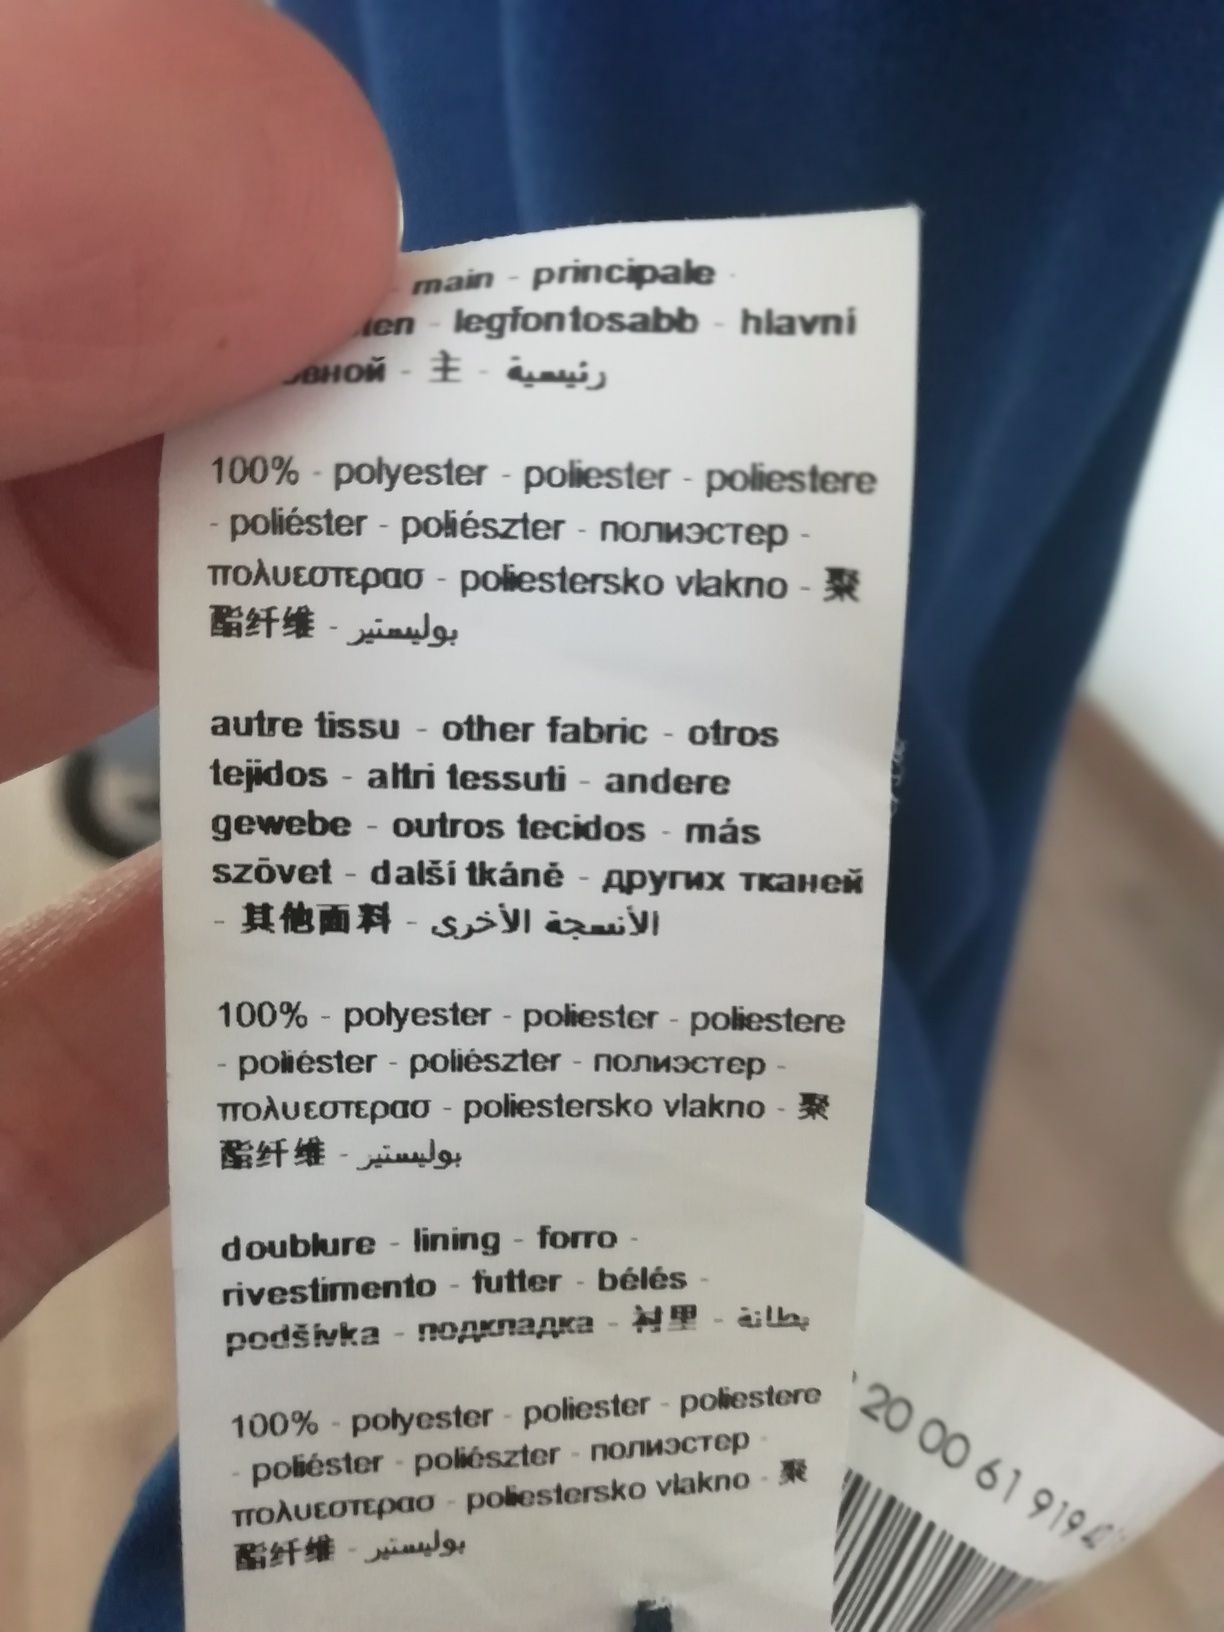 main - principale -
- legfontosabb - hlavní
- 主 - رئيسية
100% - polyester - poliester - poliestere
- poliéster - poliészter - полиэстер -
πολυεστερασ - poliestersko vlakno - 聚
酯纤维 - بوليستير
autre tissu - other fabric - otros
tejidos - altri tessuti - andere
gewebe - outros tecidos - más
szövet - další tkáně - других тканей
- 其他面料 - الأنسجة الأخرى
100% - polyester - poliester - poliestere
- poliéster - poliészter - полиэстер -
πολυεστερασ - poliestersko vlakno - 聚
酯纤维 - بوليستير
doublure - lining - forro -
rivestimento - futter - bélés -
podšívka - подкладка - 衬里 - بطانة
100% - polyester - poliester - poliestere
- poliéster - poliészter - полиэстер -
πολυεστερασ - poliestersko vlakno - 聚
酯纤维 - بوليستير
20 00 61 919